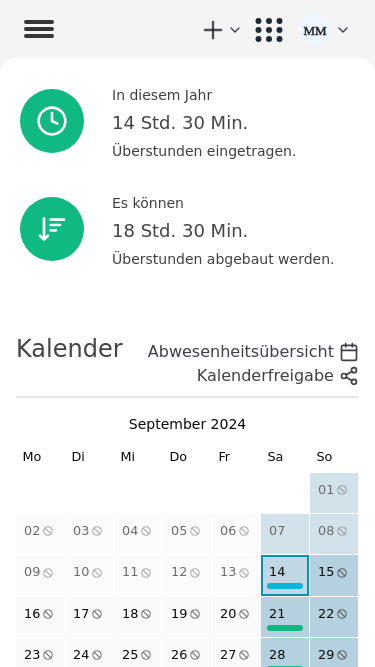 MM
In diesem Jahr
14 Std. 30 Min.
Überstunden eingetragen.
Es können
18 Std. 30 Min.
Überstunden abgebaut werden.
Kalender
Abwesenheitsübersicht
Kalenderfreigabe
September 2024
Mo Di Mi Do Fr Sa So
01
02 03 04 05 06 07 08
09 10 11 12 13 14 15
16 17 18 19 20 21 22
23 24 25 26 27 28 29